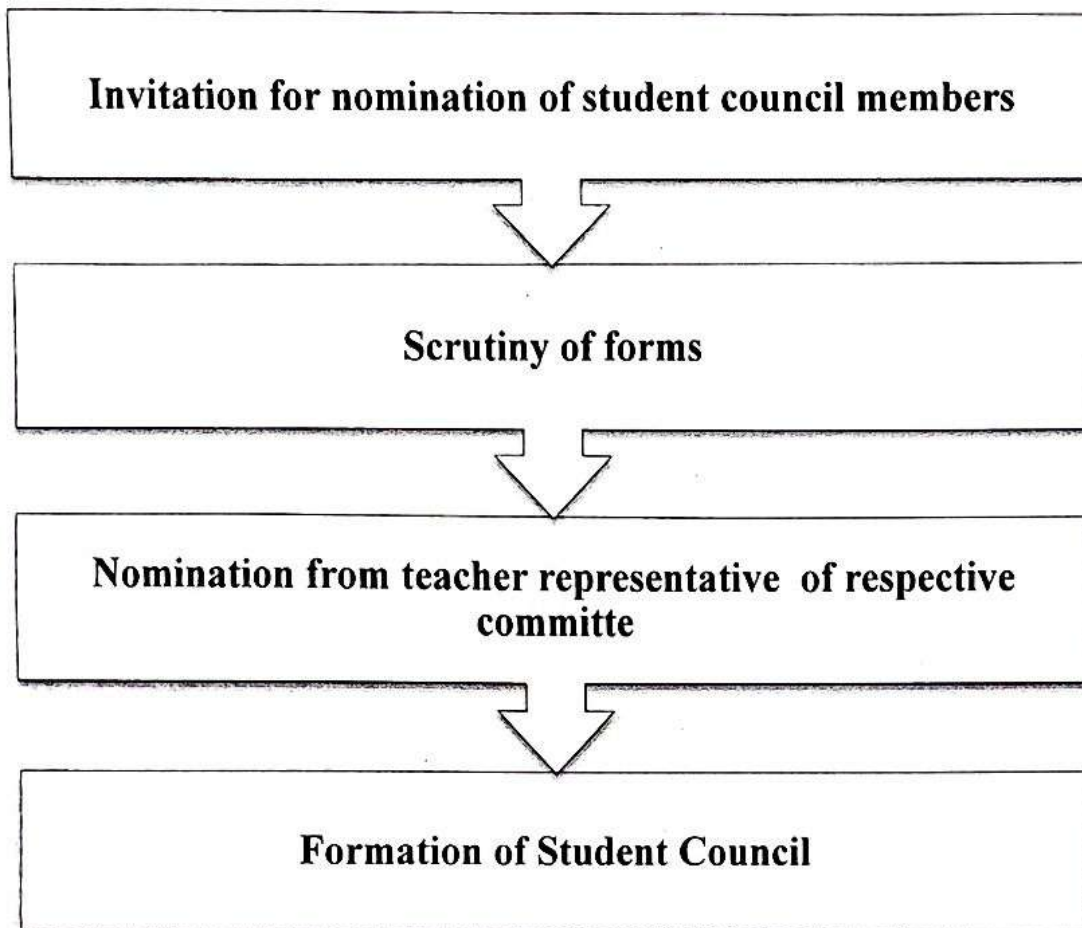 Invitation for nomination of student council members
Scrutiny of forms
Nomination from teacher representative of respective
committe
Formation of Student Council